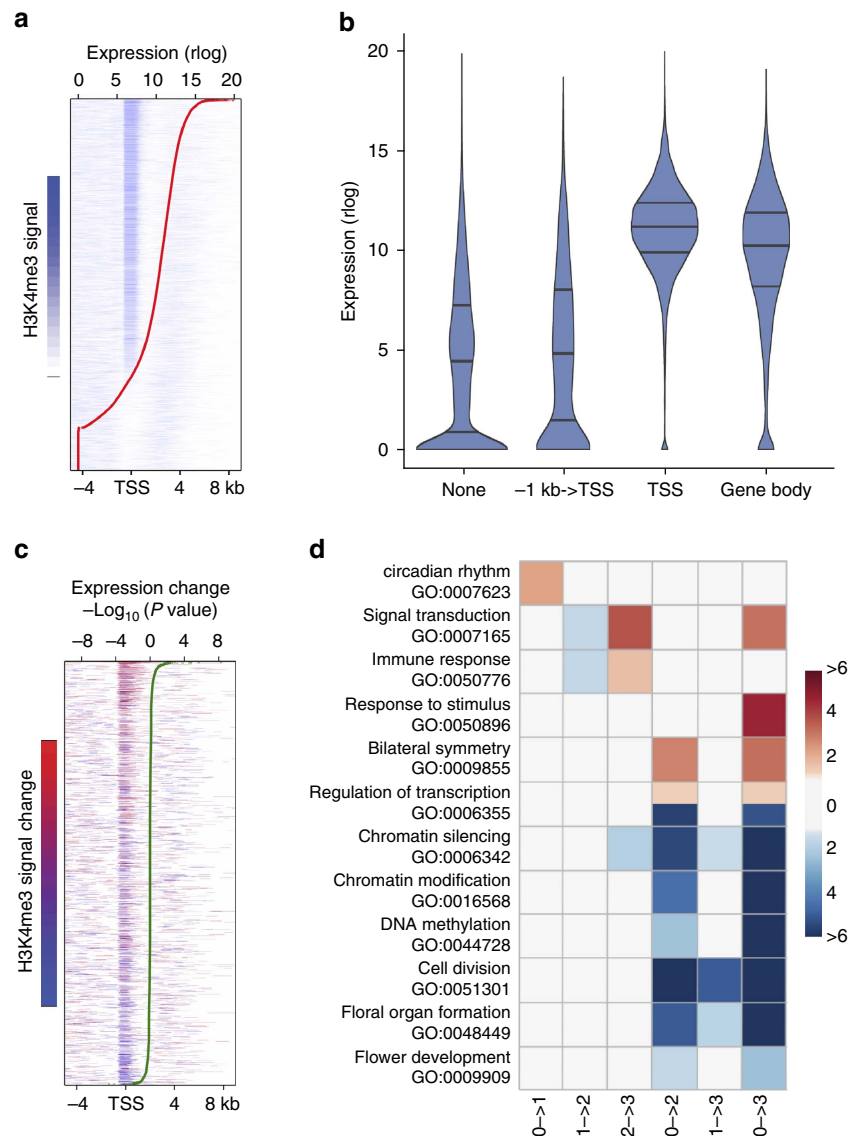 a
Expression (rlog)
0 5 10 15 20
H3K4me3 signal
−4 TSS 4 8 kb
b
20
15
10
5
0
Expression (rlog)
None −1 kb->TSS TSS Gene body
c
Expression change
−Log10 (P value)
−8 −4 0 4 8
H3K4me3 signal change
−4 TSS 4 8 kb
d
circadian rhythm
GO:0007623
Signal transduction
GO:0007165
Immune response
GO:0050776
Response to stimulus
GO:0050896
Bilateral symmetry
GO:0009855
Regulation of transcription
GO:0006355
Chromatin silencing
GO:0006342
Chromatin modification
GO:0016568
DNA methylation
GO:0044728
Cell division
GO:0051301
Floral organ formation
GO:0048449
Flower development
GO:0009909
0–>1
1–>2
2–>3
0–>2
1–>3
0–>3
>6
4
2
0
2
4
>6